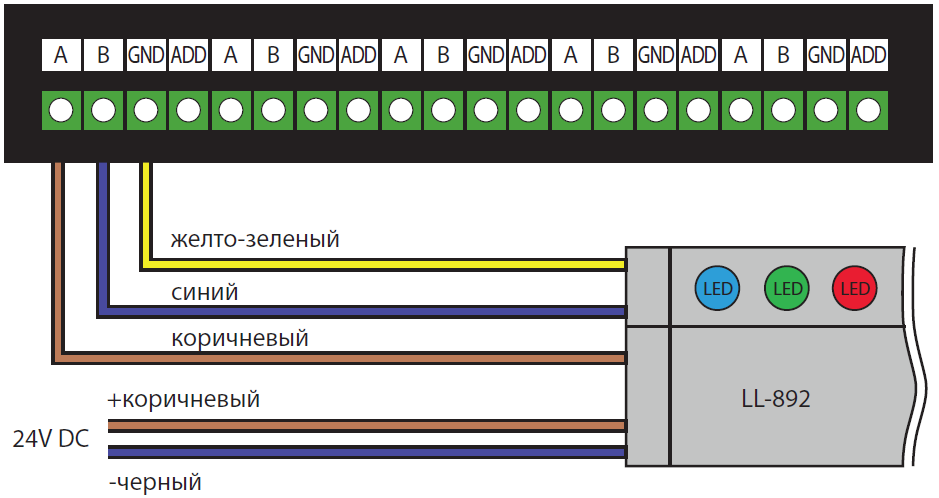 A B GND ADD A B GND ADD A B GND ADD A B GND ADD A B GND ADD
желто-зеленый
синий
LED LED LED
коричневый
+коричневый
LL-892
24V DC
-черный